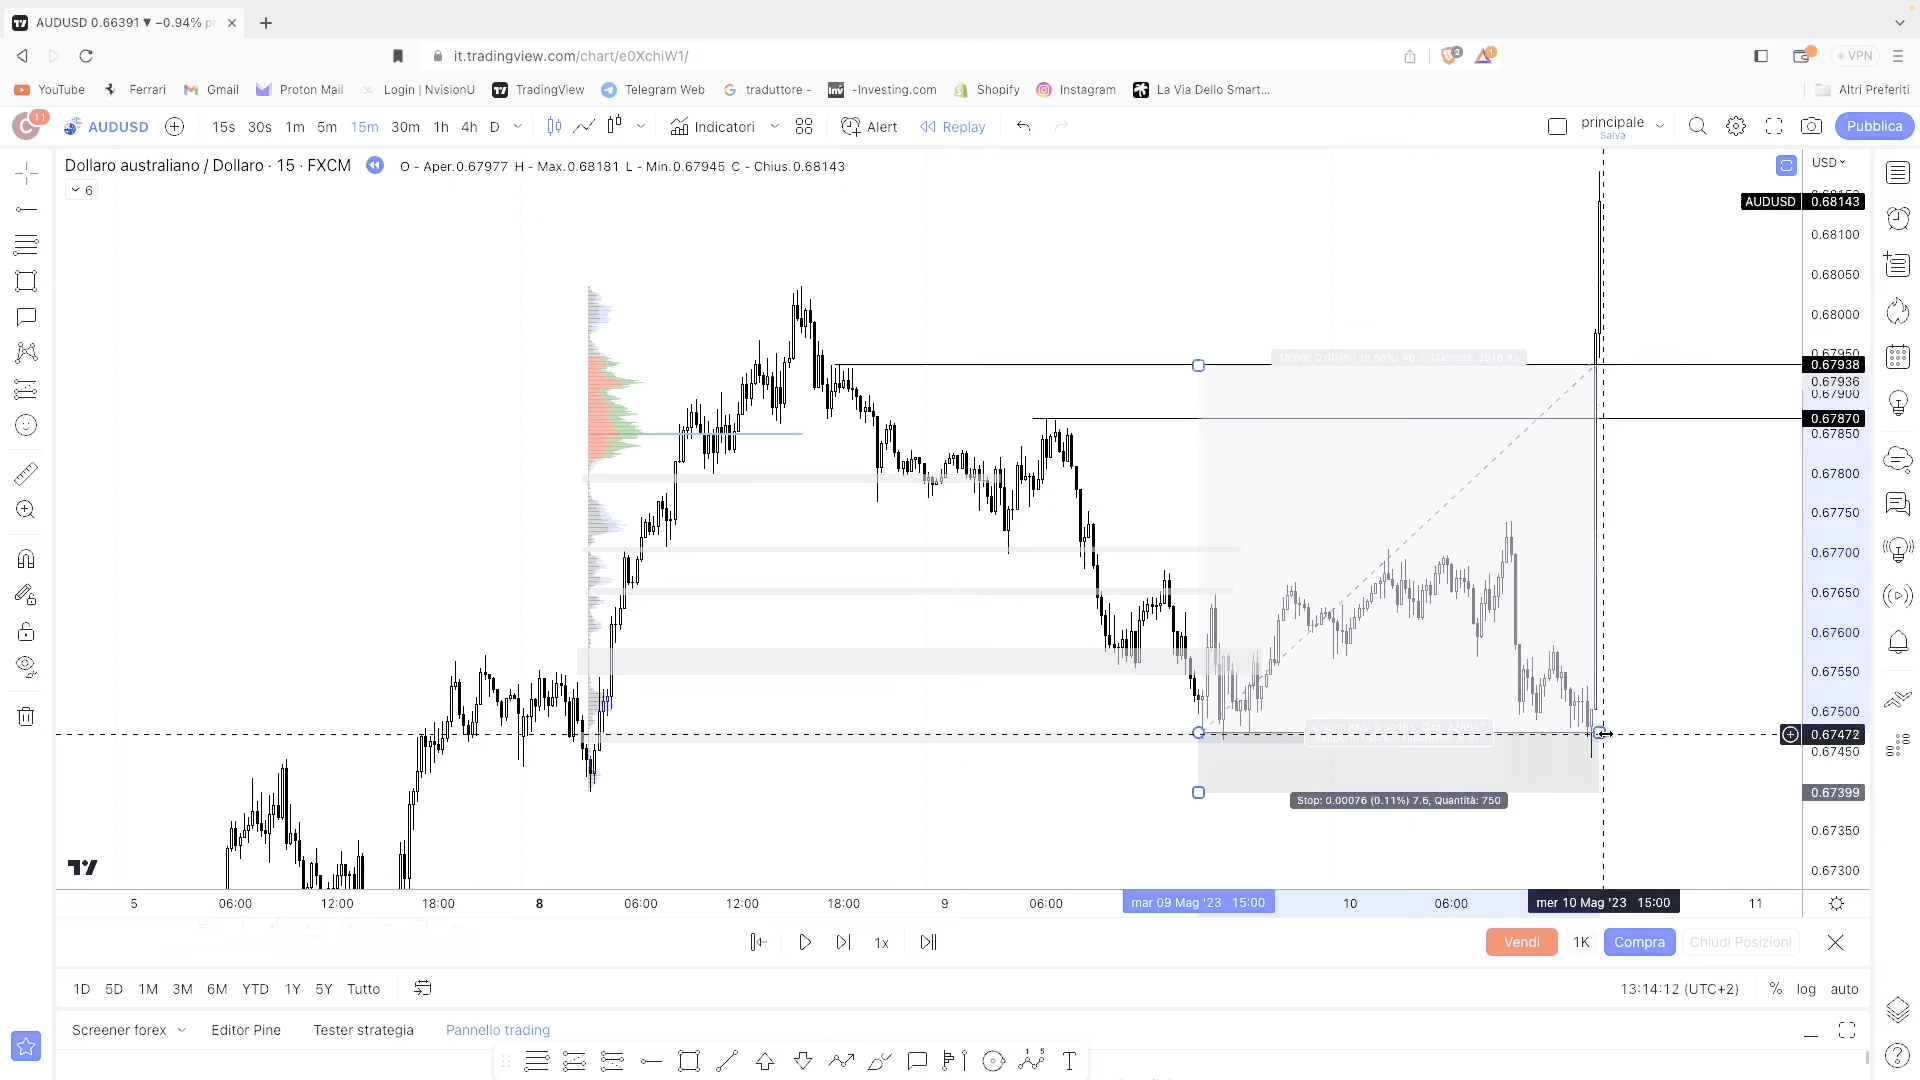 AUDUSD 0.66391 ▼ −0.94%
it.tradingview.com/chart/e0XchiW1/
2
1
VPN
YouTube Ferrari Gmail Proton Mail Login | NvisionU TradingView Telegram Web traduttore - -Investing.com Shopify Instagram La Via Dello Smart... Altri Preferiti
C 11 AUDUSD 15s 30s 1m 5m 15m 30m 1h 4h D Indicatori Alert Replay principale Salva Pubblica
Dollaro australiano / Dollaro · 15 · FXCM O - Aper.0.67977 H - Max.0.68181 L - Min.0.67945 C - Chius.0.68143
USD
6
AUDUSD 0.68143
0.68100
0.68050
0.68000
0.67950
0.67938
0.67936
0.67900
0.67870
0.67850
0.67800
0.67750
0.67700
0.67650
0.67600
0.67550
0.67500
0.67472
0.67450
0.67399
0.67350
0.67300
Stop: 0.00076 (0.11%) 7.6, Quantità: 750
5 06:00 12:00 18:00 8 06:00 12:00 18:00 9 06:00 mar 09 Mag '23 15:00 10 06:00 mer 10 Mag '23 15:00 11
1x
Vendi 1K Compra Chiudi Posizioni
1D 5D 1M 3M 6M YTD 1Y 5Y Tutto
13:14:12 (UTC+2) % log auto
Screener forex Editor Pine Tester strategia Pannello trading